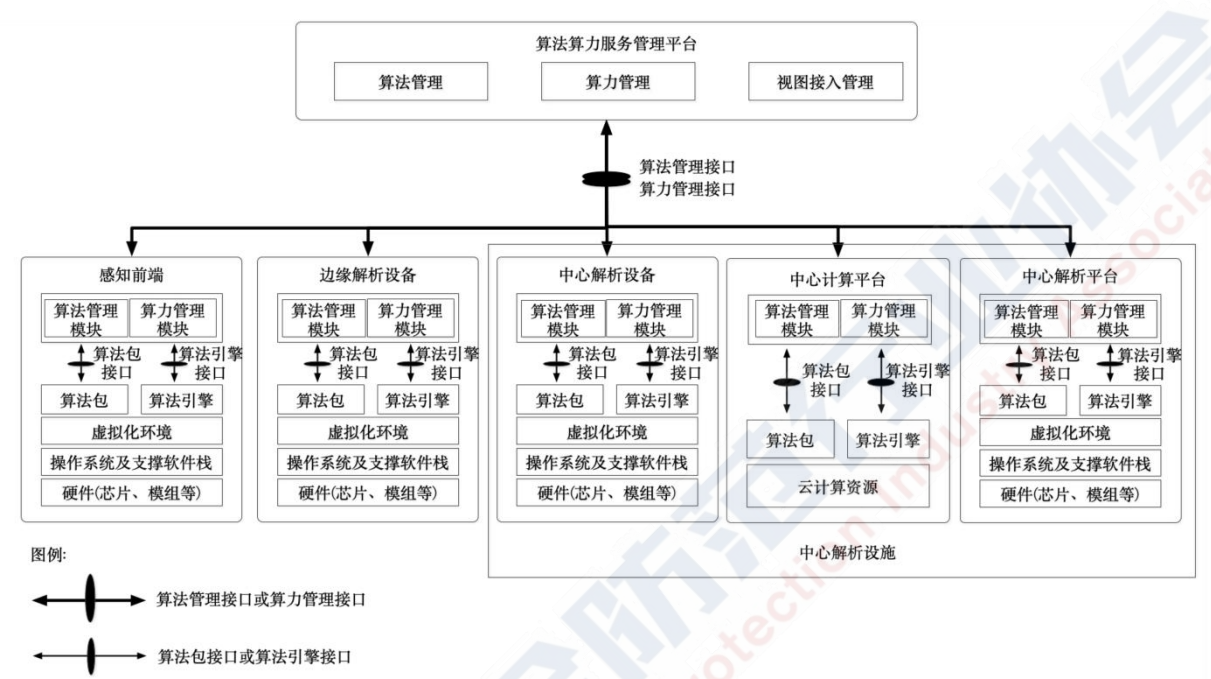 算法算力服务管理平台
算法管理
算力管理
视图接入管理
算法管理接口
算力管理接口
感知前端
算法管理
模块
算力管理
模块
算法包
接口
算法引擎
接口
算法包
算法引擎
虚拟化环境
操作系统及支撑软件栈
硬件(芯片、模组等)
边缘解析设备
算法管理
模块
算力管理
模块
算法包
接口
算法引擎
接口
算法包
算法引擎
虚拟化环境
操作系统及支撑软件栈
硬件(芯片、模组等)
中心解析设备
算法管理
模块
算力管理
模块
算法包
接口
算法引擎
接口
算法包
算法引擎
虚拟化环境
操作系统及支撑软件栈
硬件(芯片、模组等)
中心计算平台
算法管理
模块
算力管理
模块
算法包
接口
算法引擎
接口
算法包
算法引擎
云计算资源
中心解析平台
算法管理
模块
算力管理
模块
算法包
接口
算法引擎
接口
算法包
算法引擎
虚拟化环境
操作系统及支撑软件栈
硬件(芯片、模组等)
中心解析设施
图例:
算法管理接口或算力管理接口
算法包接口或算法引擎接口
防范行业协会
Industry